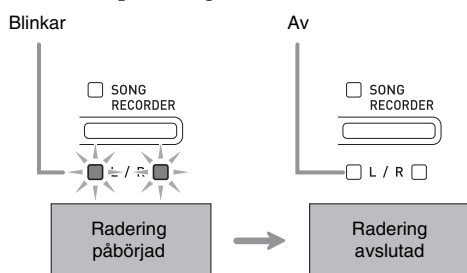 Blinkar
Av
SONG
RECORDER
SONG
RECORDER
L / R
L / R
Radering
påbörjad
Radering
avslutad